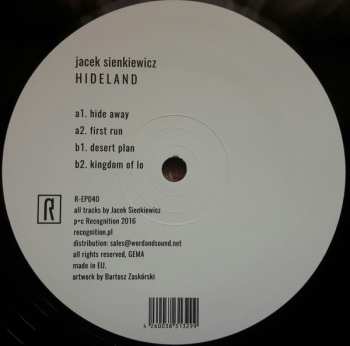 jacek sienkiewicz
HIDELAND
a1. hide away
a2. first run
b1. desert plan
b2. kingdom of lo
R
R-EP040
all tracks by Jacek Sienkiewicz
p+c Recognition 2016
recognition.pl
distribution: sales@wordandsound.net
all rights reserved, GEMA
made in EU.
artwork by Bartosz Zaskórski